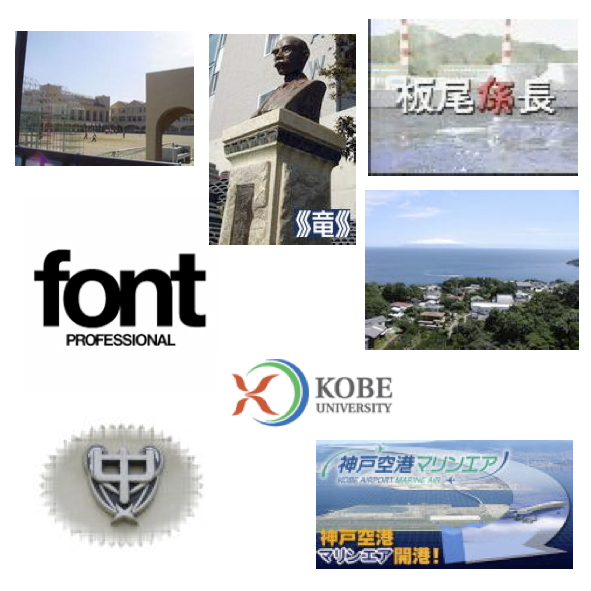 板尾係長
竜
font
PROFESSIONAL
KOBE
UNIVERSITY
中
神戸空港マリンエア
KOBE AIRPORT MARINE AIR
神戸空港
マリンエア開港！